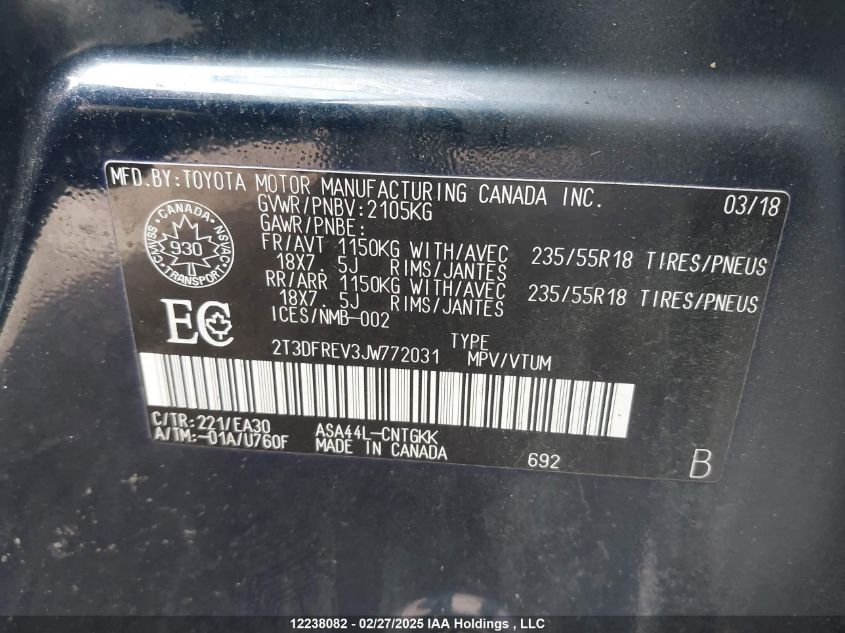 MFD.BY:TOYOTA MOTOR MANUFACTURING CANADA INC. 03/18
GVWR/PNBV:2105KG
GAWR/PNBE:
FR/AVT 1150KG WITH/AVEC 235/55R18 TIRES/PNEUS
18X7.5J RIMS/JANTES
RR/ARR 1150KG WITH/AVEC 235/55R18 TIRES/PNEUS
18X7.5J RIMS/JANTES
ICES/NMB-002
CANADA
CMVSS 930 NSVAC
TRANSPORT
EC
TYPE
2T3DFREV3JW772031 MPV/VTUM
C/TR:221/EA30 ASA44L-CNTGKK
A/TM:-01A/U760F MADE IN CANADA
692 B
12238082 - 02/27/2025 IAA Holdings, LLC